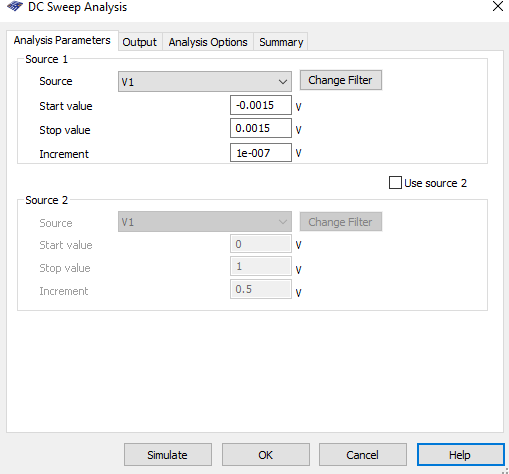 DC Sweep Analysis
Analysis Parameters Output Analysis Options Summary
Source 1
Source V1 Change Filter
Start value -0.0015 V
Stop value 0.0015 V
Increment 1e-007 V
Use source 2
Source 2
Source V1 Change Filter
Start value 0 V
Stop value 1 V
Increment 0.5 V
Simulate OK Cancel Help